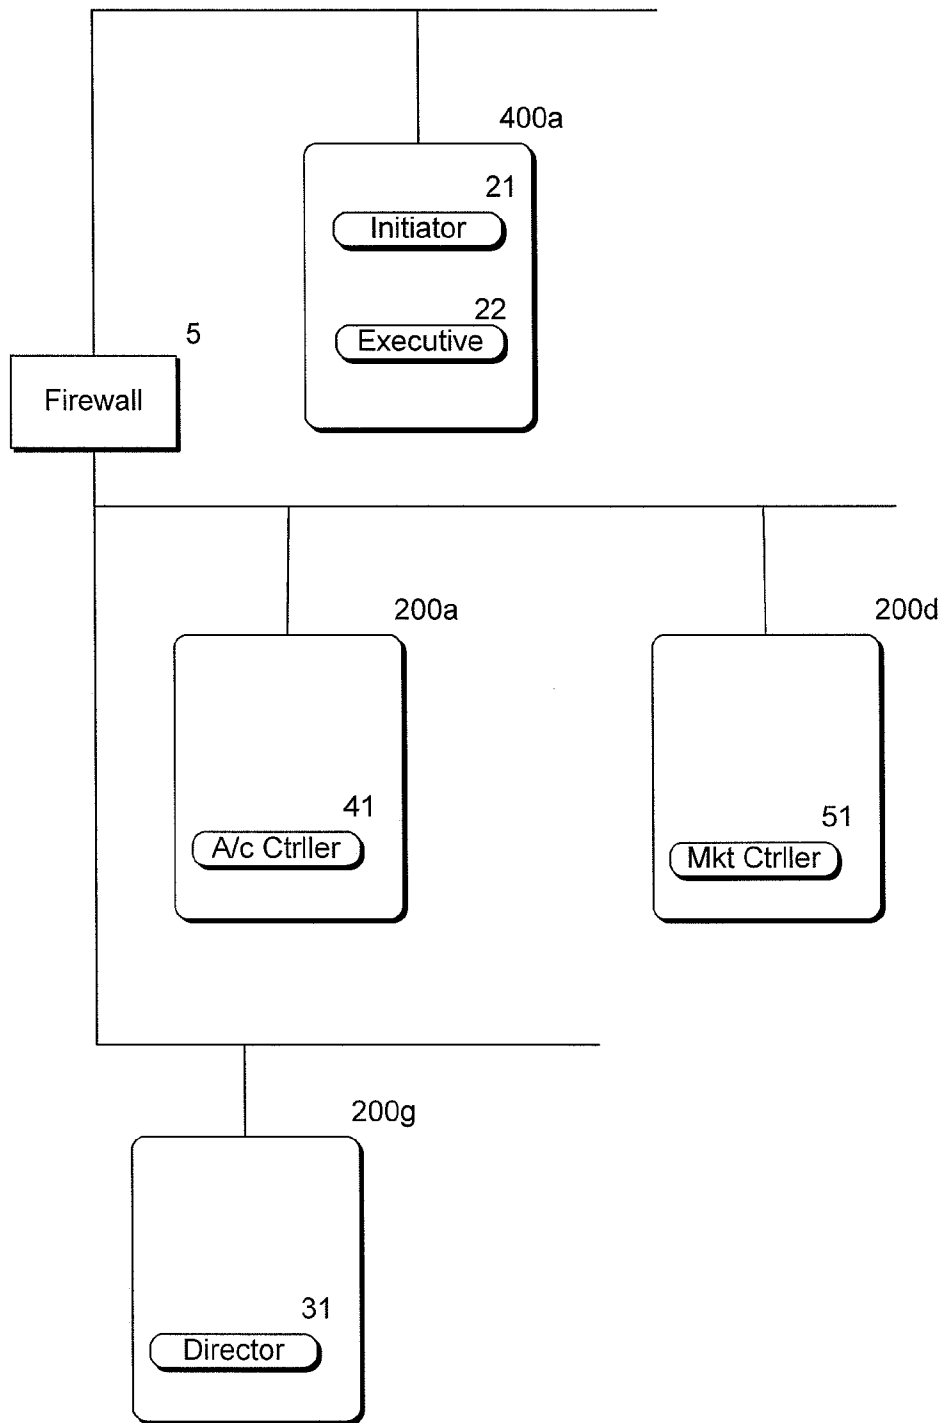 400a
21
Initiator
22
Executive
5
Firewall
200a
200d
41
A/c Ctrller
51
Mkt Ctrller
200g
31
Director